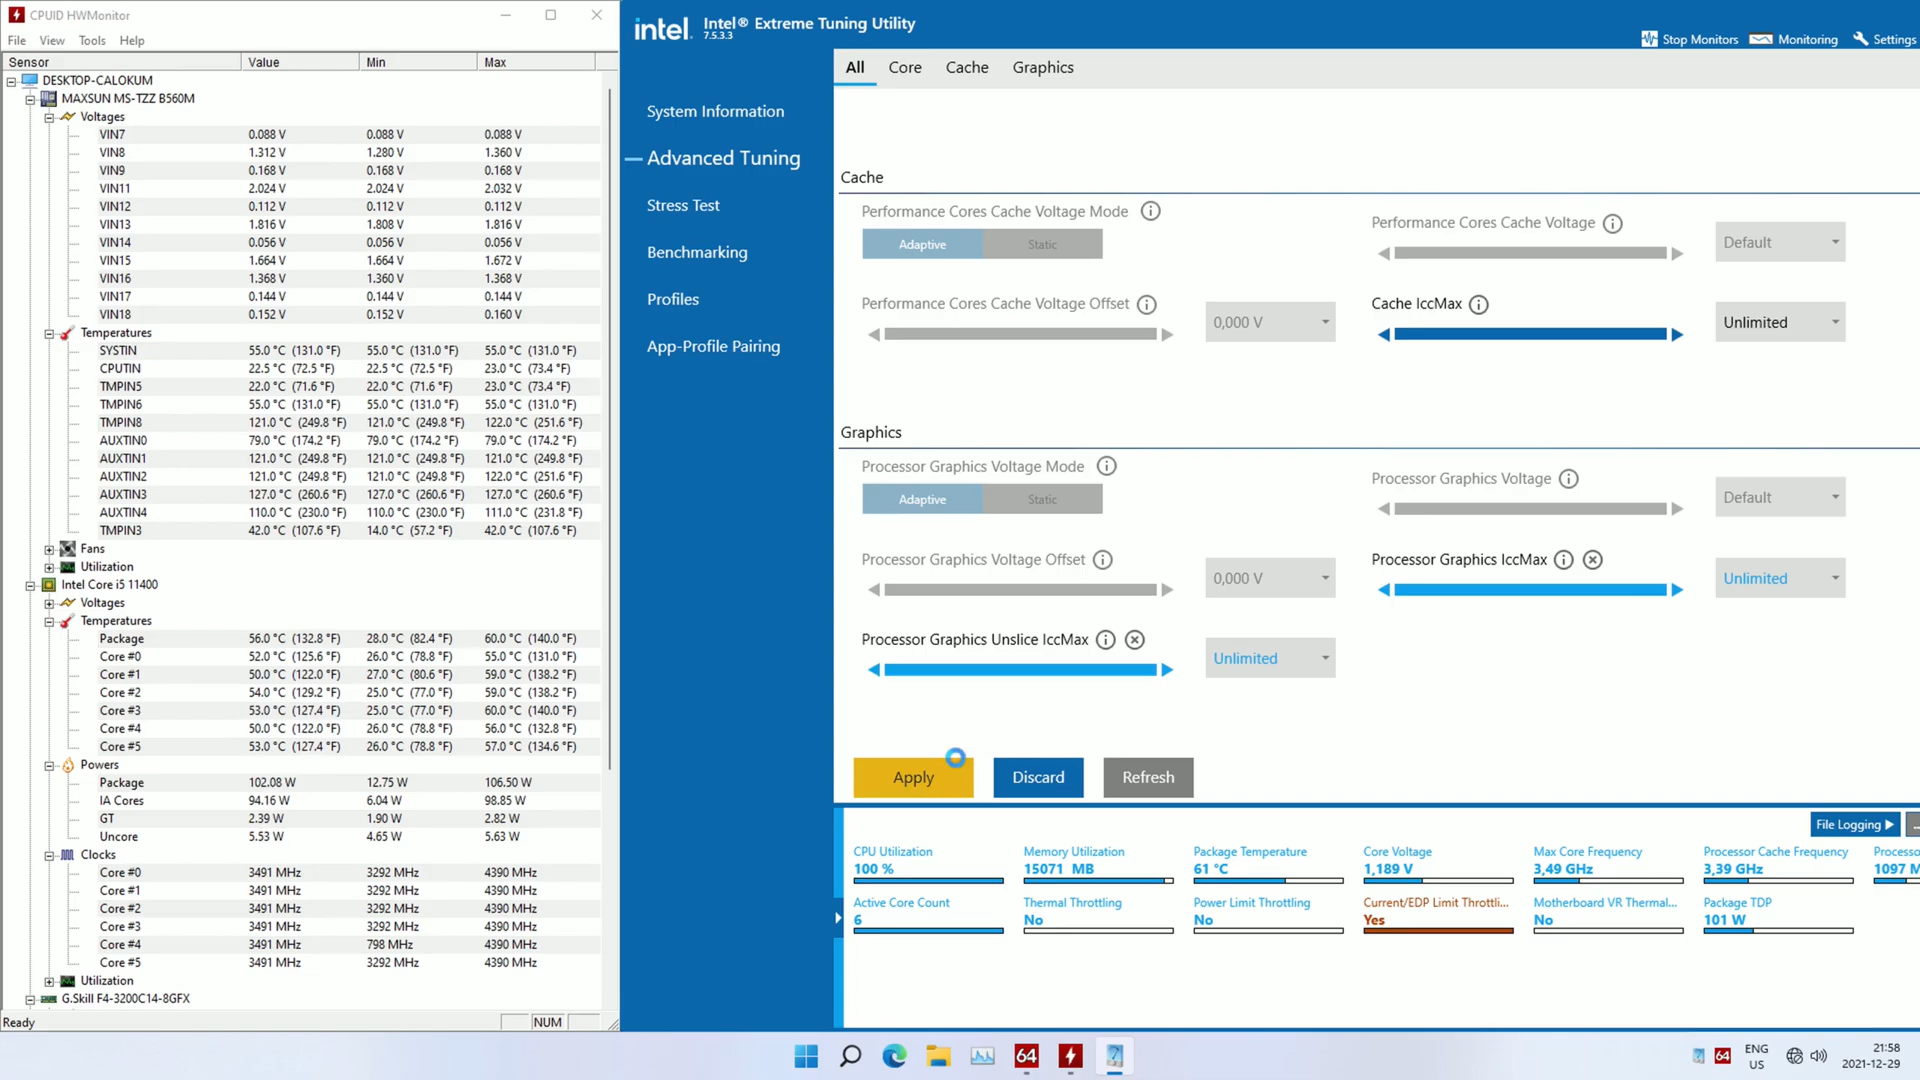 CPUID HWMonitor
File View Tools Help
Sensor Value Min Max
DESKTOP-CALOKUM
MAXSUN MS-TZZ B560M
Voltages
VIN7 0.088 V 0.088 V 0.088 V
VIN8 1.312 V 1.280 V 1.360 V
VIN9 0.168 V 0.168 V 0.168 V
VIN11 2.024 V 2.024 V 2.032 V
VIN12 0.112 V 0.112 V 0.112 V
VIN13 1.816 V 1.808 V 1.816 V
VIN14 0.056 V 0.056 V 0.056 V
VIN15 1.664 V 1.664 V 1.672 V
VIN16 1.368 V 1.360 V 1.368 V
VIN17 0.144 V 0.144 V 0.144 V
VIN18 0.152 V 0.152 V 0.160 V
Temperatures
SYSTIN 55.0 °C (131.0 °F) 55.0 °C (131.0 °F) 55.0 °C (131.0 °F)
CPUTIN 22.5 °C (72.5 °F) 22.5 °C (72.5 °F) 23.0 °C (73.4 °F)
TMPIN5 22.0 °C (71.6 °F) 22.0 °C (71.6 °F) 23.0 °C (73.4 °F)
TMPIN6 55.0 °C (131.0 °F) 55.0 °C (131.0 °F) 55.0 °C (131.0 °F)
TMPIN8 121.0 °C (249.8 °F) 121.0 °C (249.8 °F) 122.0 °C (251.6 °F)
AUXTIN0 79.0 °C (174.2 °F) 79.0 °C (174.2 °F) 79.0 °C (174.2 °F)
AUXTIN1 121.0 °C (249.8 °F) 121.0 °C (249.8 °F) 121.0 °C (249.8 °F)
AUXTIN2 121.0 °C (249.8 °F) 121.0 °C (249.8 °F) 122.0 °C (251.6 °F)
AUXTIN3 127.0 °C (260.6 °F) 127.0 °C (260.6 °F) 127.0 °C (260.6 °F)
AUXTIN4 110.0 °C (230.0 °F) 110.0 °C (230.0 °F) 111.0 °C (231.8 °F)
TMPIN3 42.0 °C (107.6 °F) 14.0 °C (57.2 °F) 42.0 °C (107.6 °F)
Fans
Utilization
Intel Core i5 11400
Voltages
Temperatures
Package 56.0 °C (132.8 °F) 28.0 °C (82.4 °F) 60.0 °C (140.0 °F)
Core #0 52.0 °C (125.6 °F) 26.0 °C (78.8 °F) 55.0 °C (131.0 °F)
Core #1 50.0 °C (122.0 °F) 27.0 °C (80.6 °F) 59.0 °C (138.2 °F)
Core #2 54.0 °C (129.2 °F) 25.0 °C (77.0 °F) 59.0 °C (138.2 °F)
Core #3 53.0 °C (127.4 °F) 25.0 °C (77.0 °F) 60.0 °C (140.0 °F)
Core #4 50.0 °C (122.0 °F) 26.0 °C (78.8 °F) 56.0 °C (132.8 °F)
Core #5 53.0 °C (127.4 °F) 26.0 °C (78.8 °F) 57.0 °C (134.6 °F)
Powers
Package 102.08 W 12.75 W 106.50 W
IA Cores 94.16 W 6.04 W 98.85 W
GT 2.39 W 1.90 W 2.82 W
Uncore 5.53 W 4.65 W 5.63 W
Clocks
Core #0 3491 MHz 3292 MHz 4390 MHz
Core #1 3491 MHz 3292 MHz 4390 MHz
Core #2 3491 MHz 3292 MHz 4390 MHz
Core #3 3491 MHz 3292 MHz 4390 MHz
Core #4 3491 MHz 798 MHz 4390 MHz
Core #5 3491 MHz 3292 MHz 4390 MHz
Utilization
G.Skill F4-3200C14-8GFX
Ready NUM
intel. Intel® Extreme Tuning Utility
7.5.3.3
Stop Monitors Monitoring Settings
System Information
Advanced Tuning
Stress Test
Benchmarking
Profiles
App-Profile Pairing
All Core Cache Graphics
Cache
Performance Cores Cache Voltage Mode
Adaptive Static
Performance Cores Cache Voltage
Default
Performance Cores Cache Voltage Offset
0,000 V
Cache IccMax
Unlimited
Graphics
Processor Graphics Voltage Mode
Adaptive Static
Processor Graphics Voltage
Default
Processor Graphics Voltage Offset
0,000 V
Processor Graphics IccMax
Unlimited
Processor Graphics Unslice IccMax
Unlimited
Apply Discard Refresh
File Logging
CPU Utilization Memory Utilization Package Temperature Core Voltage Max Core Frequency Processor Cache Frequency Processo
100 % 15071 MB 61 °C 1,189 V 3,49 GHz 3,39 GHz 1097 M
Active Core Count Thermal Throttling Power Limit Throttling Current/EDP Limit Throttli... Motherboard VR Thermal... Package TDP
6 No No Yes No 101 W
64 64 ENG 21:58
US 2021-12-29